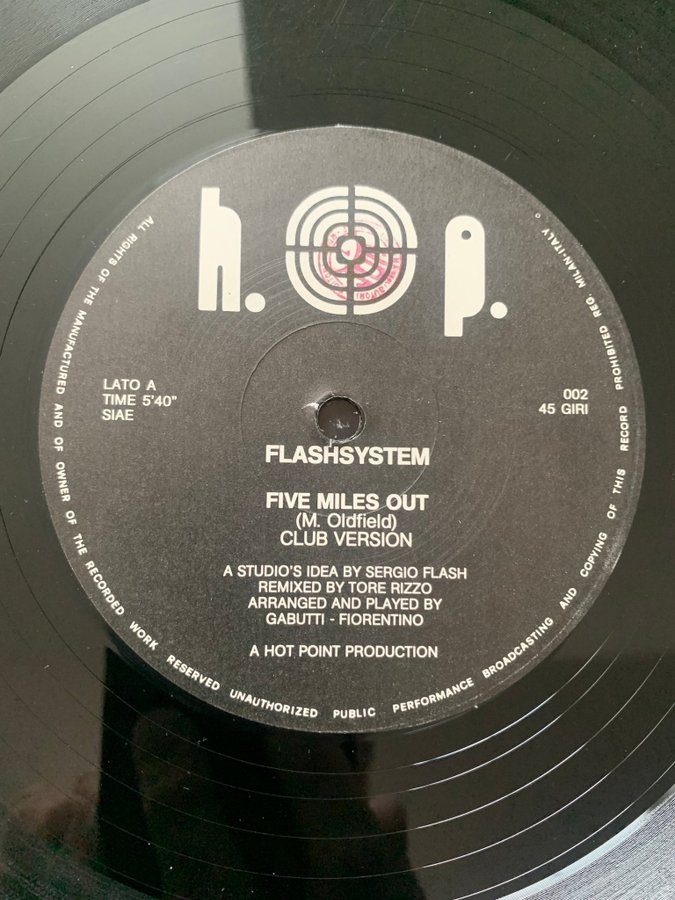 h. p.
LATO A
TIME 5'40"
SIAE
002
45 GIRI
FLASHSYSTEM
FIVE MILES OUT
(M. Oldfield)
CLUB VERSION
A STUDIO'S IDEA BY SERGIO FLASH
REMIXED BY TORE RIZZO
ARRANGED AND PLAYED BY
GABUTTI - FIORENTINO
A HOT POINT PRODUCTION
ALL RIGHTS OF THE MANUFACTURED AND OF OWNER OF THE RECORDED WORK RESERVED UNAUTHORIZED PUBLIC PERFORMANCE BROADCASTING AND COPYING OF THIS RECORD PROHIBITED REG. MILAN-ITALY